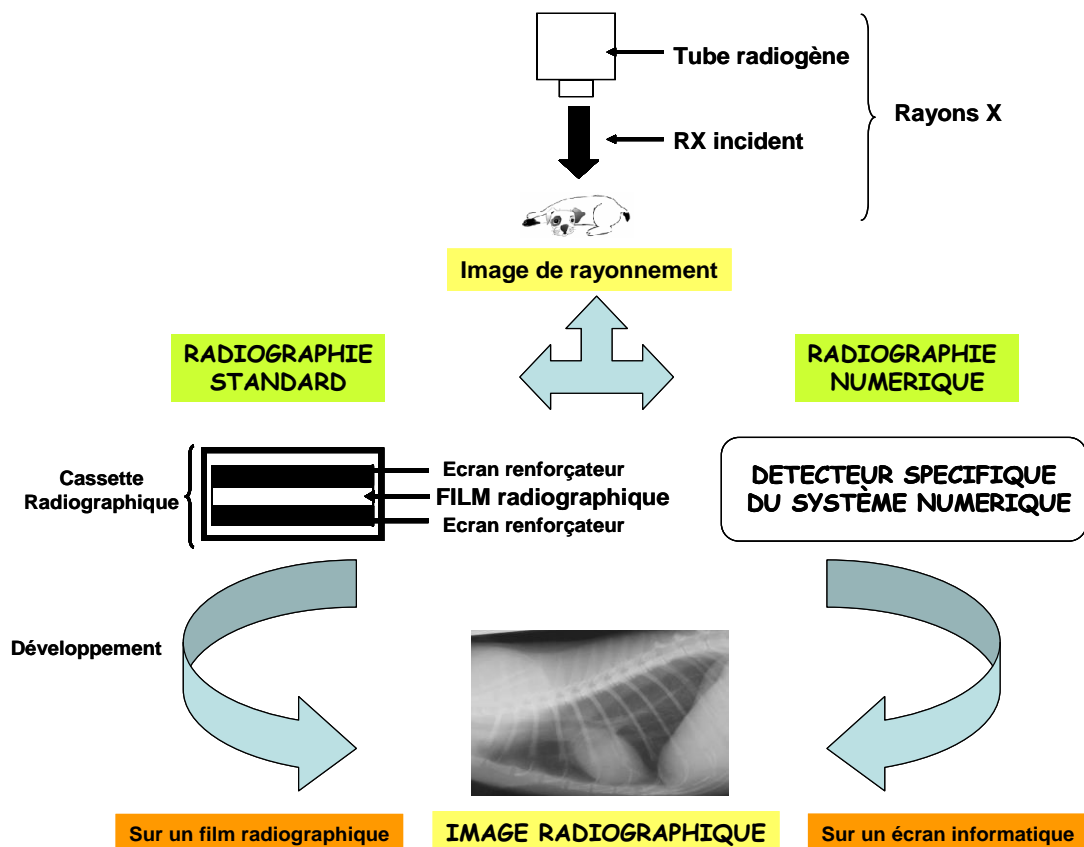 Tube radiogène
Rayons X
RX incident
Image de rayonnement
RADIOGRAPHIE
STANDARD
RADIOGRAPHIE
NUMERIQUE
Cassette
Radiographique
Ecran renforçateur
FILM radiographique
Ecran renforçateur
DETECTEUR SPECIFIQUE
DU SYSTÈME NUMERIQUE
Développement
Sur un film radiographique
IMAGE RADIOGRAPHIQUE
Sur un écran informatique